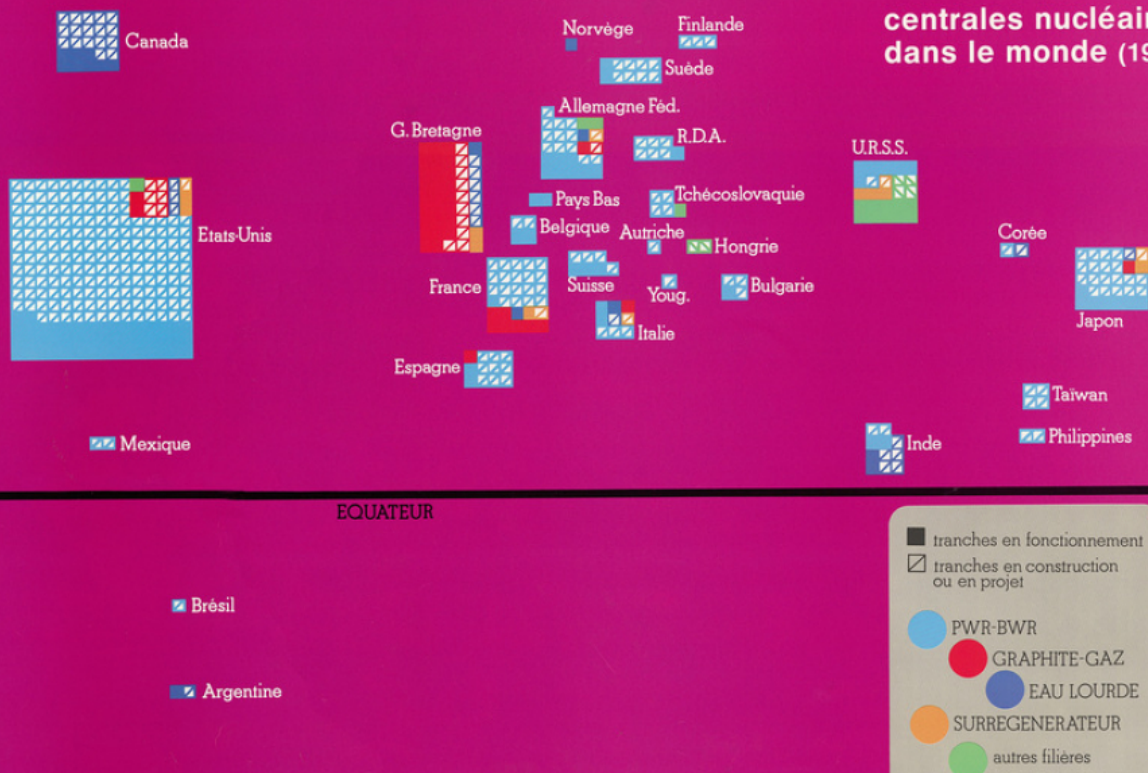 centrales nucléai
dans le monde (19
Canada
Norvège
Finlande
Suède
Allemagne Féd.
G. Bretagne
R.D.A.
U.R.S.S.
Pays Bas
Tchécoslovaquie
Belgique
Autriche
Hongrie
Etats-Unis
Corée
France
Suisse
Youg.
Bulgarie
Italie
Japon
Espagne
Taïwan
Mexique
Inde
Philippines
EQUATEUR
Brésil
Argentine
tranches en fonctionnement
tranches en construction
ou en projet
PWR-BWR
GRAPHITE-GAZ
EAU LOURDE
SURREGENERATEUR
autres filières